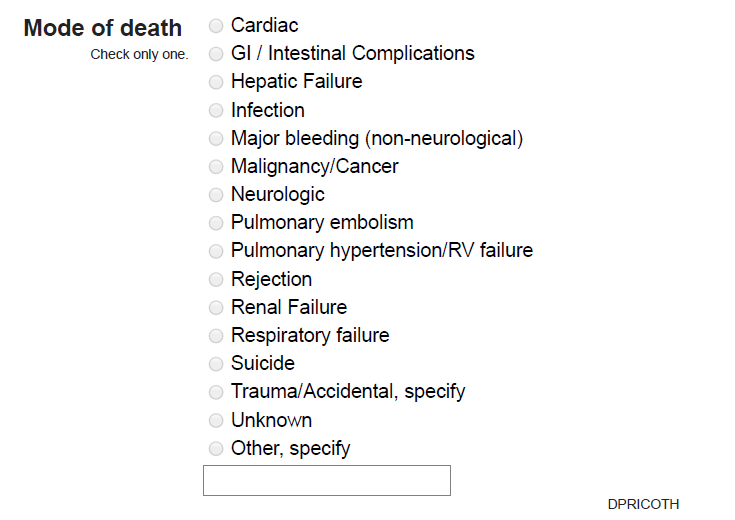 Mode of death
Check only one.
Cardiac
GI / Intestinal Complications
Hepatic Failure
Infection
Major bleeding (non-neurological)
Malignancy/Cancer
Neurologic
Pulmonary embolism
Pulmonary hypertension/RV failure
Rejection
Renal Failure
Respiratory failure
Suicide
Trauma/Accidental, specify
Unknown
Other, specify
DPRICOTH